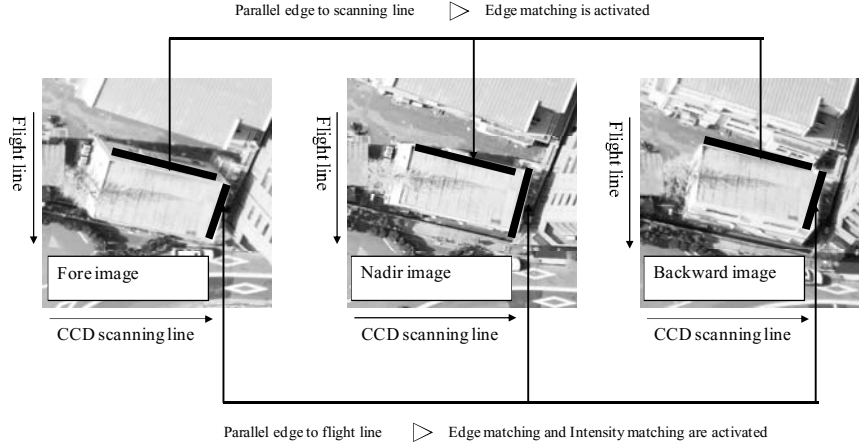 Parallel edge to scanning line Edge matching is activated
Flight line
Flight line
Flight line
Fore image
Nadir image
Backward image
CCD scanning line
CCD scanning line
CCD scanning line
Parallel edge to flight line Edge matching and Intensity matching are activated